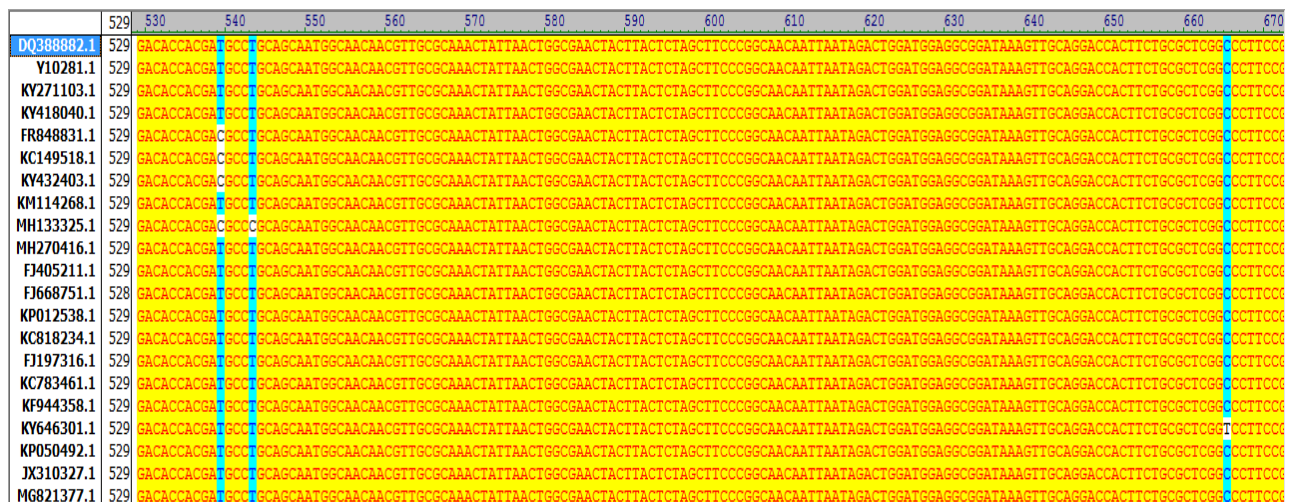 529 530 540 550 560 570 580 590 600 610 620 630 640 650 660 670
DQ388882.1 529 GACACCACGATGCCTGCAGCAATGGCAACAACGTTGCGCAAACTATTAACTGGCGAACTACTTACTCTAGCTTCCCGGCAACAATTAATAGACTGGATGGAGGCGGATAAAGTTGCAGGACCACTTCTGCGCTCGGCCCTTCCG
Y10281.1 529 GACACCACGATGCCTGCAGCAATGGCAACAACGTTGCGCAAACTATTAACTGGCGAACTACTTACTCTAGCTTCCCGGCAACAATTAATAGACTGGATGGAGGCGGATAAAGTTGCAGGACCACTTCTGCGCTCGGCCCTTCCG
KY271103.1 529 GACACCACGATGCCTGCAGCAATGGCAACAACGTTGCGCAAACTATTAACTGGCGAACTACTTACTCTAGCTTCCCGGCAACAATTAATAGACTGGATGGAGGCGGATAAAGTTGCAGGACCACTTCTGCGCTCGGCCCTTCCG
KY418040.1 529 GACACCACGATGCCTGCAGCAATGGCAACAACGTTGCGCAAACTATTAACTGGCGAACTACTTACTCTAGCTTCCCGGCAACAATTAATAGACTGGATGGAGGCGGATAAAGTTGCAGGACCACTTCTGCGCTCGGCCCTTCCG
FR848831.1 529 GACACCACGACGCCTGCAGCAATGGCAACAACGTTGCGCAAACTATTAACTGGCGAACTACTTACTCTAGCTTCCCGGCAACAATTAATAGACTGGATGGAGGCGGATAAAGTTGCAGGACCACTTCTGCGCTCGGCCCTTCCG
KC149518.1 529 GACACCACGACGCCTGCAGCAATGGCAACAACGTTGCGCAAACTATTAACTGGCGAACTACTTACTCTAGCTTCCCGGCAACAATTAATAGACTGGATGGAGGCGGATAAAGTTGCAGGACCACTTCTGCGCTCGGCCCTTCCG
KY432403.1 529 GACACCACGACGCCTGCAGCAATGGCAACAACGTTGCGCAAACTATTAACTGGCGAACTACTTACTCTAGCTTCCCGGCAACAATTAATAGACTGGATGGAGGCGGATAAAGTTGCAGGACCACTTCTGCGCTCGGCCCTTCCG
KM114268.1 529 GACACCACGATGCCTGCAGCAATGGCAACAACGTTGCGCAAACTATTAACTGGCGAACTACTTACTCTAGCTTCCCGGCAACAATTAATAGACTGGATGGAGGCGGATAAAGTTGCAGGACCACTTCTGCGCTCGGCCCTTCCG
MH133325.1 529 GACACCACGACGCCCGCAGCAATGGCAACAACGTTGCGCAAACTATTAACTGGCGAACTACTTACTCTAGCTTCCCGGCAACAATTAATAGACTGGATGGAGGCGGATAAAGTTGCAGGACCACTTCTGCGCTCGGCCCTTCCG
MH270416.1 529 GACACCACGATGCCTGCAGCAATGGCAACAACGTTGCGCAAACTATTAACTGGCGAACTACTTACTCTAGCTTCCCGGCAACAATTAATAGACTGGATGGAGGCGGATAAAGTTGCAGGACCACTTCTGCGCTCGGCCCTTCCG
FJ405211.1 529 GACACCACGATGCCTGCAGCAATGGCAACAACGTTGCGCAAACTATTAACTGGCGAACTACTTACTCTAGCTTCCCGGCAACAATTAATAGACTGGATGGAGGCGGATAAAGTTGCAGGACCACTTCTGCGCTCGGCCCTTCCG
FJ668751.1 528 GACACCACGATGCCTGCAGCAATGGCAACAACGTTGCGCAAACTATTAACTGGCGAACTACTTACTCTAGCTTCCCGGCAACAATTAATAGACTGGATGGAGGCGGATAAAGTTGCAGGACCACTTCTGCGCTCGGCCCTTCCG
KP012538.1 529 GACACCACGATGCCTGCAGCAATGGCAACAACGTTGCGCAAACTATTAACTGGCGAACTACTTACTCTAGCTTCCCGGCAACAATTAATAGACTGGATGGAGGCGGATAAAGTTGCAGGACCACTTCTGCGCTCGGCCCTTCCG
KC818234.1 529 GACACCACGATGCCTGCAGCAATGGCAACAACGTTGCGCAAACTATTAACTGGCGAACTACTTACTCTAGCTTCCCGGCAACAATTAATAGACTGGATGGAGGCGGATAAAGTTGCAGGACCACTTCTGCGCTCGGCCCTTCCG
FJ197316.1 529 GACACCACGATGCCTGCAGCAATGGCAACAACGTTGCGCAAACTATTAACTGGCGAACTACTTACTCTAGCTTCCCGGCAACAATTAATAGACTGGATGGAGGCGGATAAAGTTGCAGGACCACTTCTGCGCTCGGCCCTTCCG
KC783461.1 529 GACACCACGATGCCTGCAGCAATGGCAACAACGTTGCGCAAACTATTAACTGGCGAACTACTTACTCTAGCTTCCCGGCAACAATTAATAGACTGGATGGAGGCGGATAAAGTTGCAGGACCACTTCTGCGCTCGGCCCTTCCG
KF944358.1 529 GACACCACGATGCCTGCAGCAATGGCAACAACGTTGCGCAAACTATTAACTGGCGAACTACTTACTCTAGCTTCCCGGCAACAATTAATAGACTGGATGGAGGCGGATAAAGTTGCAGGACCACTTCTGCGCTCGGCCCTTCCG
KY646301.1 529 GACACCACGATGCCTGCAGCAATGGCAACAACGTTGCGCAAACTATTAACTGGCGAACTACTTACTCTAGCTTCCCGGCAACAATTAATAGACTGGATGGAGGCGGATAAAGTTGCAGGACCACTTCTGCGCTCGGTCCTTCCG
KP050492.1 529 GACACCACGATGCCTGCAGCAATGGCAACAACGTTGCGCAAACTATTAACTGGCGAACTACTTACTCTAGCTTCCCGGCAACAATTAATAGACTGGATGGAGGCGGATAAAGTTGCAGGACCACTTCTGCGCTCGGCCCTTCCG
JX310327.1 529 GACACCACGATGCCTGCAGCAATGGCAACAACGTTGCGCAAACTATTAACTGGCGAACTACTTACTCTAGCTTCCCGGCAACAATTAATAGACTGGATGGAGGCGGATAAAGTTGCAGGACCACTTCTGCGCTCGGCCCTTCCG
MG821377.1 529 GACACCACGATGCCTGCAGCAATGGCAACAACGTTGCGCAAACTATTAACTGGCGAACTACTTACTCTAGCTTCCCGGCAACAATTAATAGACTGGATGGAGGCGGATAAAGTTGCAGGACCACTTCTGCGCTCGGCCCTTCCG